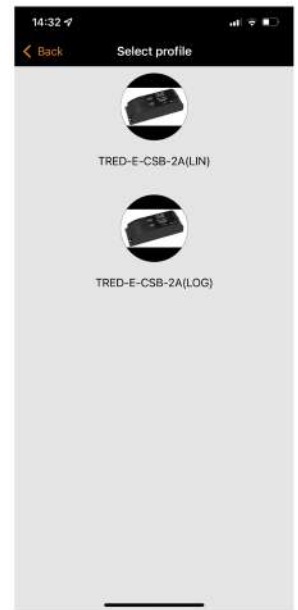 14:32
Back
Select profile
TRED-E-CSB-2A(LIN)
TRED-E-CSB-2A(LOG)